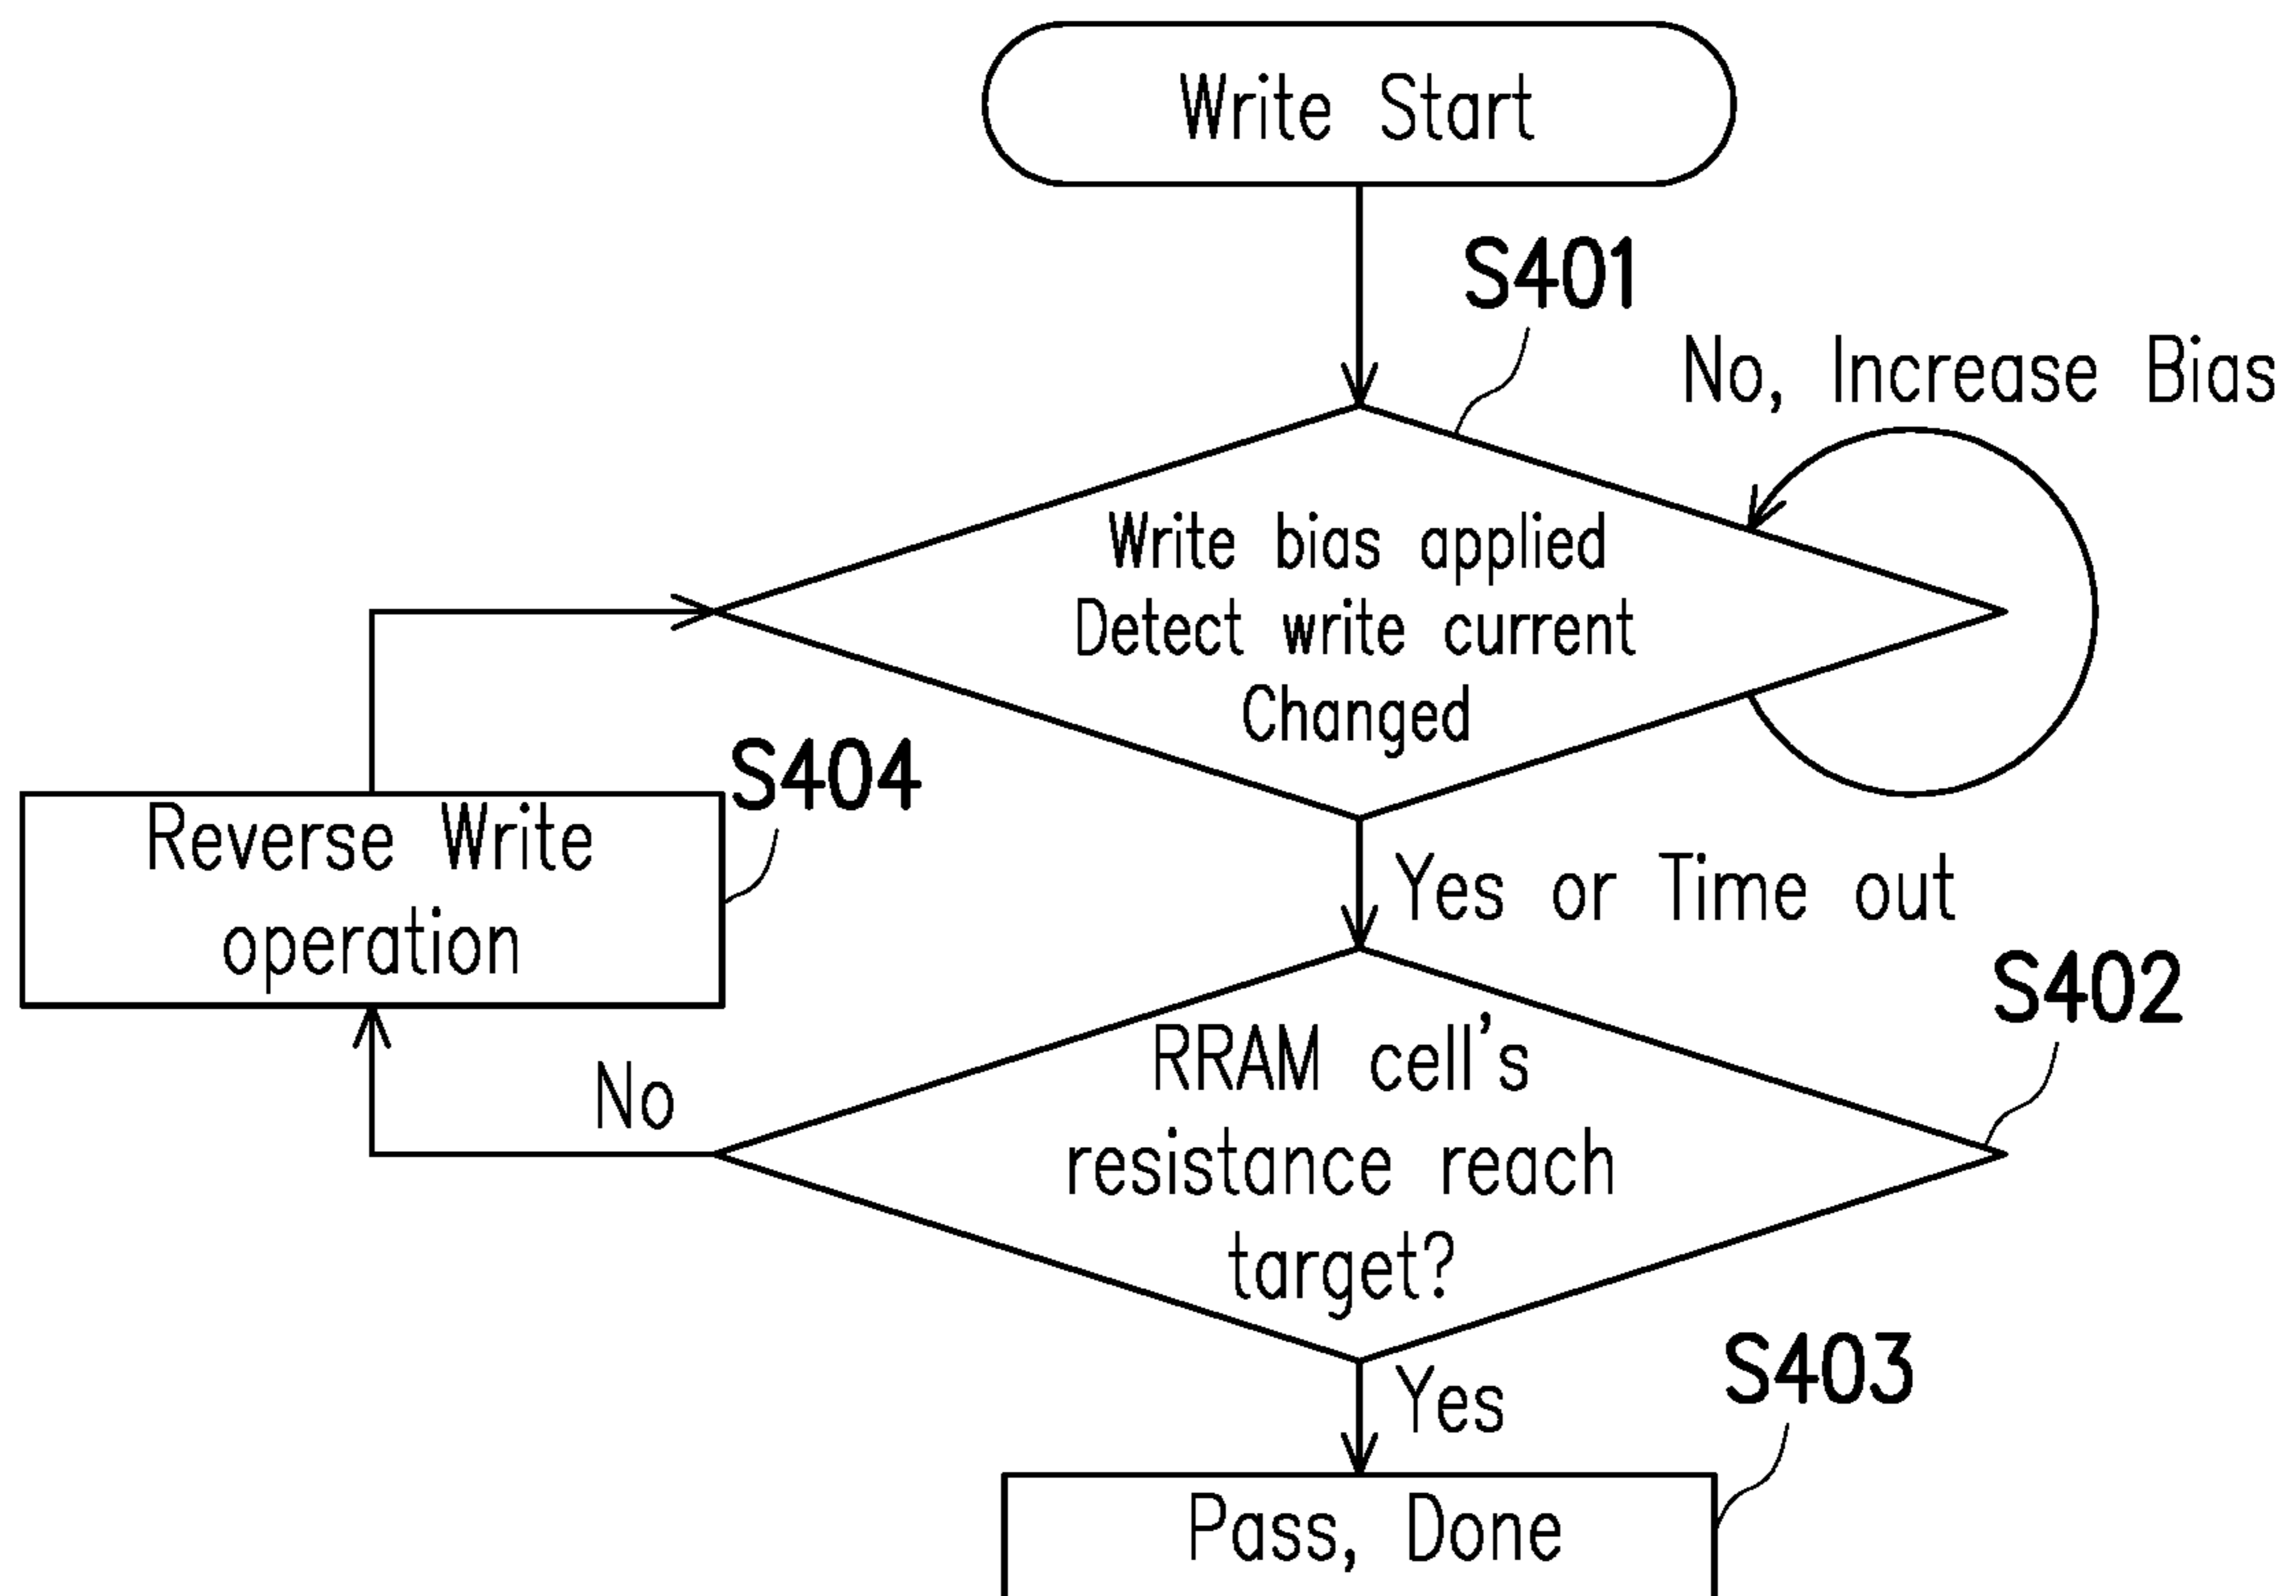 Write Start
S401
No, Increase Bias
Write bias applied
Detect write current
Changed
S404
Reverse Write
operation
Yes or Time out
S402
RRAM cell's
resistance reach
target?
No
S403
Yes
Pass, Done